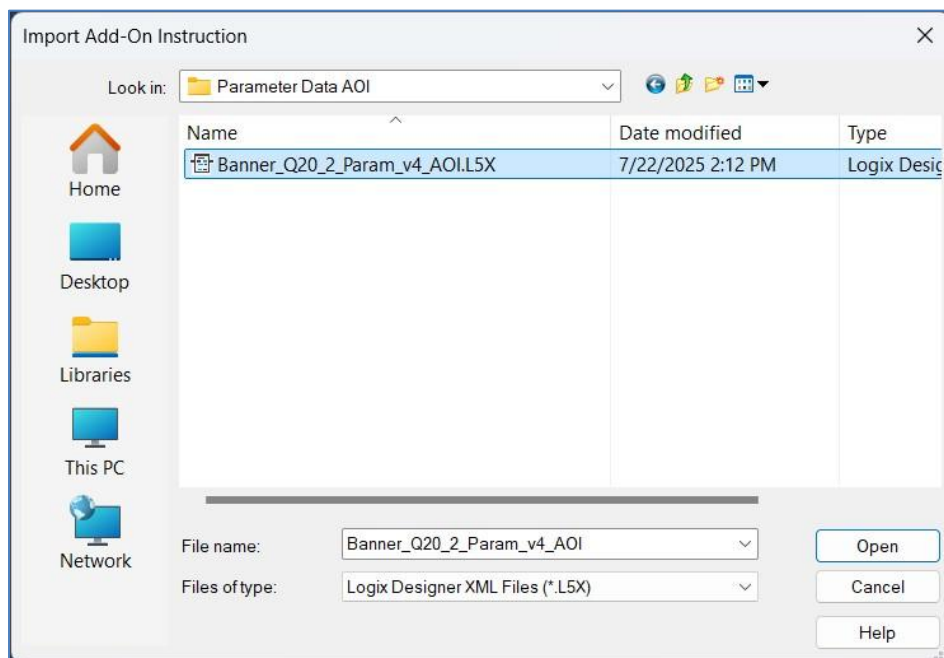 Import Add-On Instruction
Look in: Parameter Data AOI
Name Date modified Type
Banner_Q20_2_Param_v4_AOI.L5X 7/22/2025 2:12 PM Logix Desig
Home
Desktop
Libraries
This PC
Network
File name: Banner_Q20_2_Param_v4_AOI Open
Files of type: Logix Designer XML Files (*.L5X) Cancel
Help